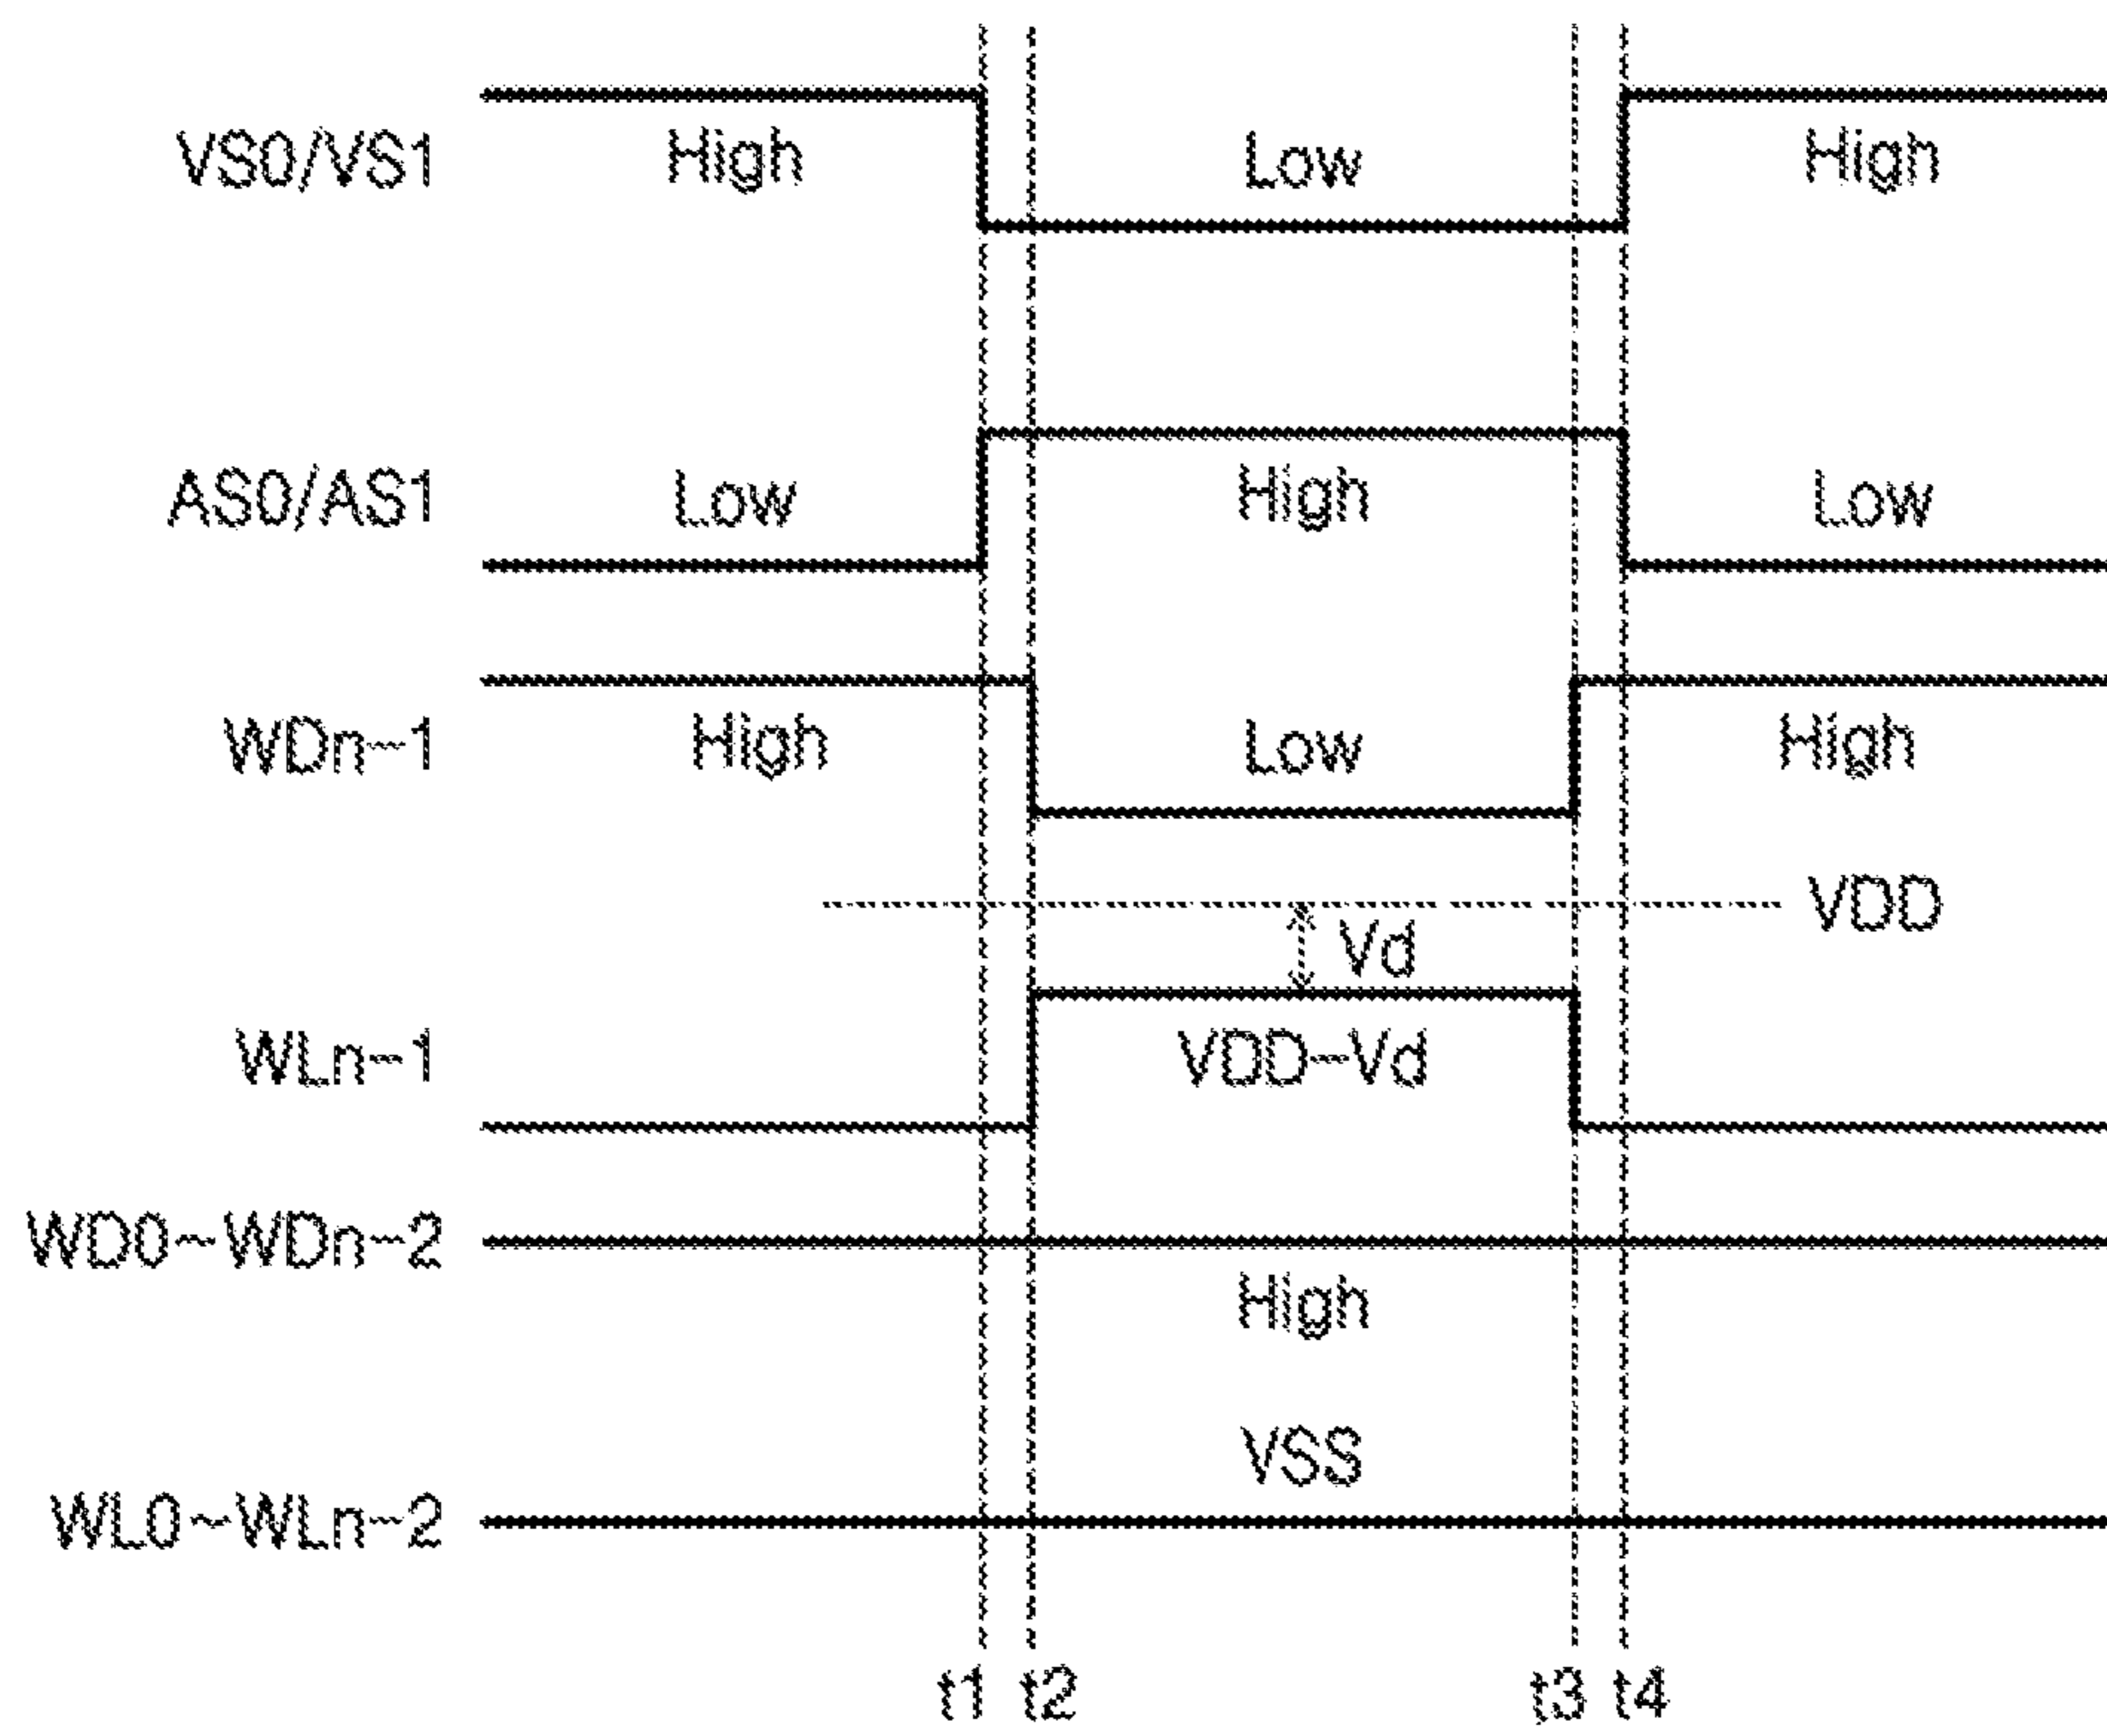 VS0/VS1 High Low High
AS0/AS1 Low High Low
WDn-1 High Low High
VDD
Vd
WLn-1 VDD-Vd
WD0~WDn-2
High
VSS
WL0~WLn-2
t1 t2 t3 t4